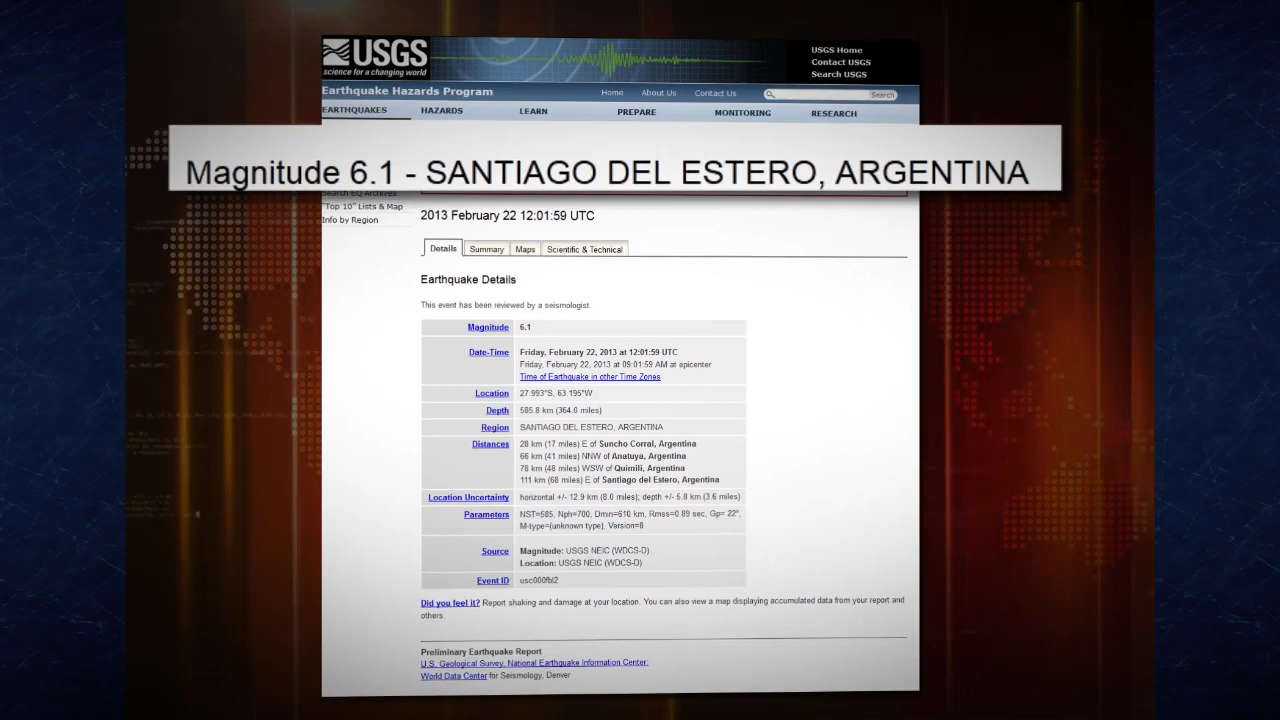 USGS
science for a changing world
USGS Home
Contact USGS
Search USGS
Earthquake Hazards Program
Home About Us Contact Us Search
EARTHQUAKES HAZARDS LEARN PREPARE MONITORING RESEARCH
Magnitude 6.1 - SANTIAGO DEL ESTERO, ARGENTINA
Search EQ Archives
"Top 10" Lists & Map
Info by Region
2013 February 22 12:01:59 UTC
Details Summary Maps Scientific & Technical
Earthquake Details
This event has been reviewed by a seismologist.
Magnitude 6.1
Date-Time Friday, February 22, 2013 at 12:01:59 UTC
Friday, February 22, 2013 at 09:01:59 AM at epicenter
Time of Earthquake in other Time Zones
Location 27.993°S, 63.195°W
Depth 585.8 km (364.0 miles)
Region SANTIAGO DEL ESTERO, ARGENTINA
Distances 28 km (17 miles) E of Suncho Corral, Argentina
66 km (41 miles) NNW of Anatuya, Argentina
78 km (48 miles) WSW of Quimili, Argentina
111 km (68 miles) E of Santiago del Estero, Argentina
Location Uncertainty horizontal +/- 12.9 km (8.0 miles); depth +/- 5.8 km (3.6 miles)
Parameters NST=585, Nph=700, Dmin=610 km, Rmss=0.89 sec, Gp= 22°,
M-type=(unknown type), Version=8
Source Magnitude: USGS NEIC (WDCS-D)
Location: USGS NEIC (WDCS-D)
Event ID usc000fbl2
Did you feel it? Report shaking and damage at your location. You can also view a map displaying accumulated data from your report and
others.
Preliminary Earthquake Report
U.S. Geological Survey, National Earthquake Information Center:
World Data Center for Seismology, Denver